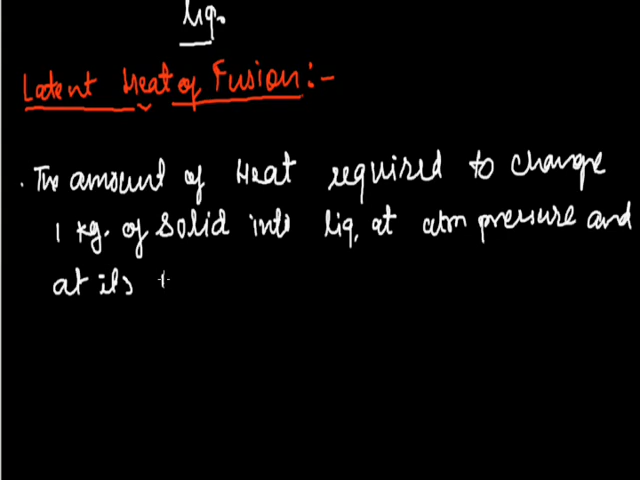 liq.
Latent Heat of Fusion:-
. The amount of Heat required to change
1 kg. of solid into liq. at atm pressure and
at its